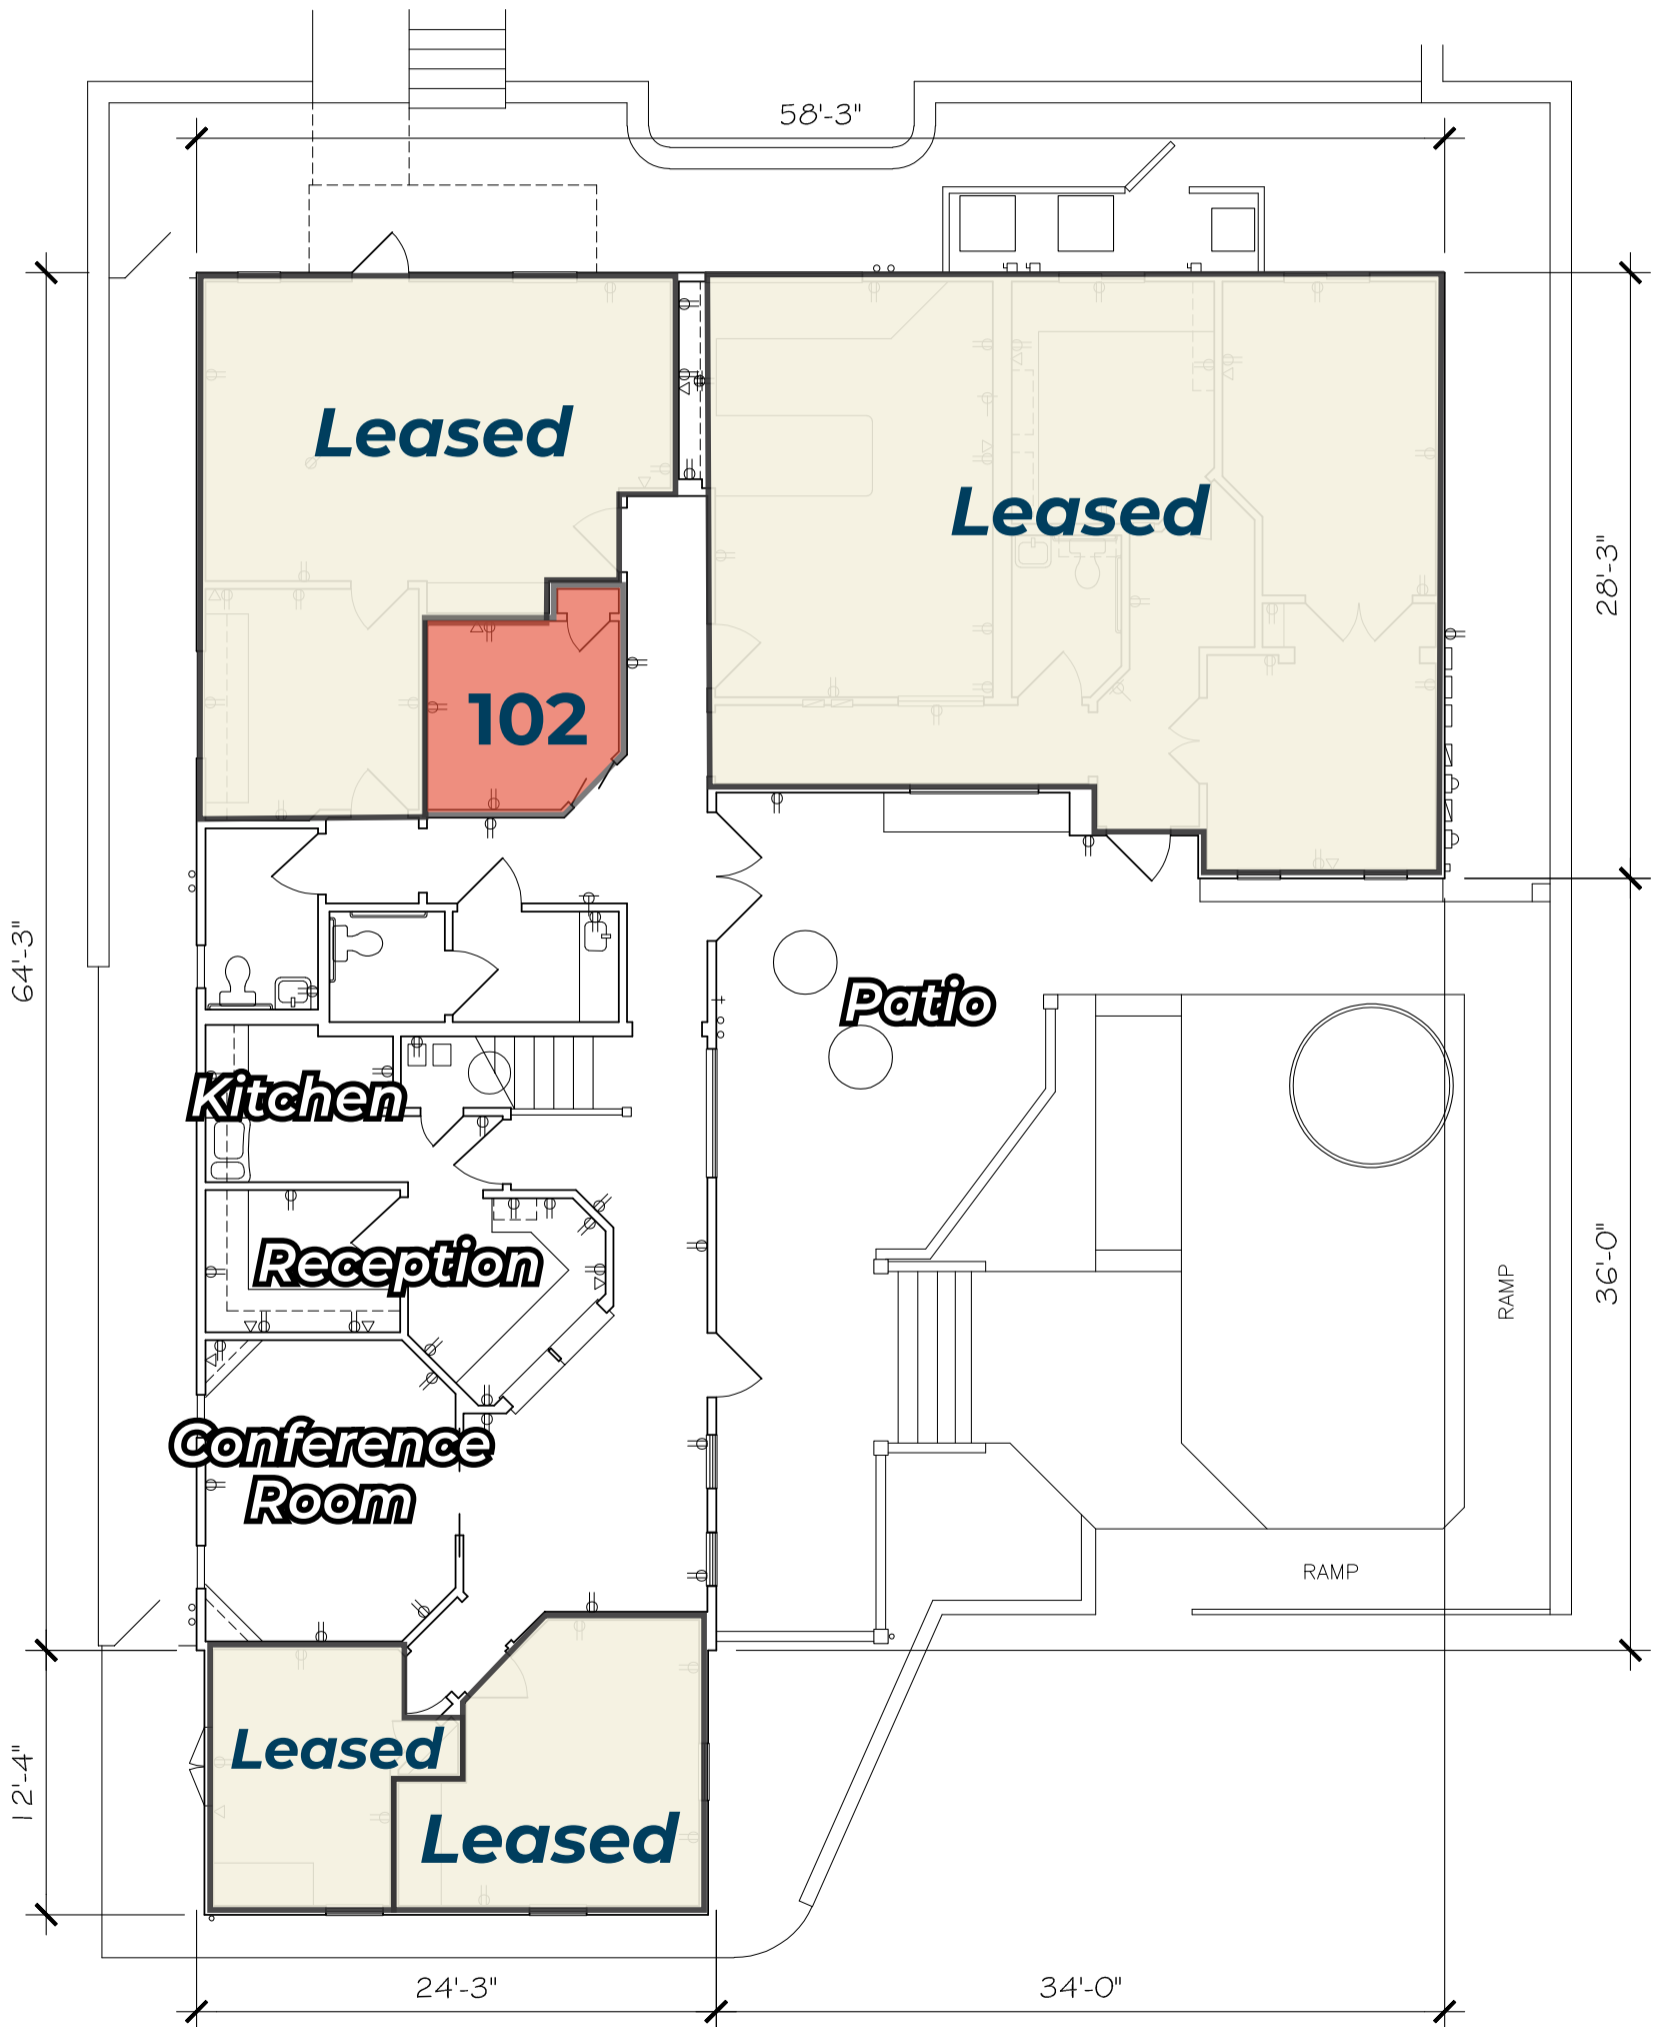 58'-3"
Leased
Leased
28'-3"
102
64'-3"
Patio
Kitchen
Reception
36'-0"
RAMP
Conference
Room
RAMP
Leased
12'-4"
Leased
24'-3"
34'-0"